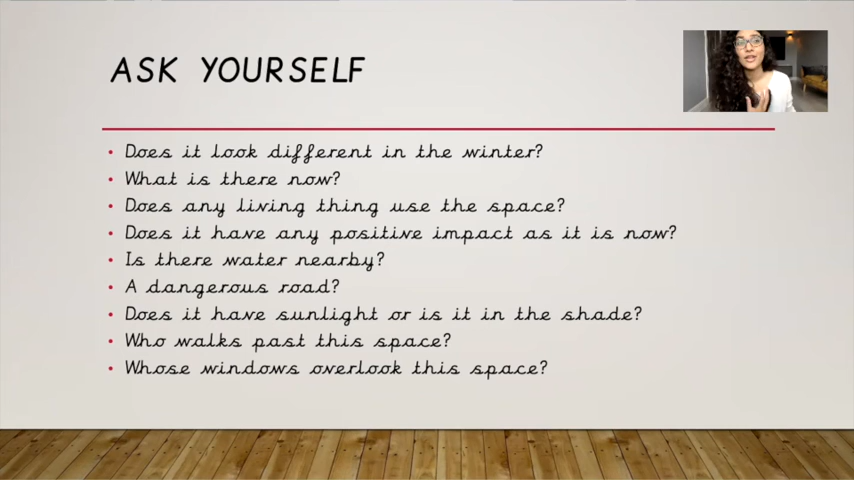 ASK YOURSELF
Does it look different in the winter?
What is there now?
Does any living thing use the space?
Does it have any positive impact as it is now?
Is there water nearby?
A dangerous road?
Does it have sunlight or is it in the shade?
Who walks past this space?
Whose windows overlook this space?